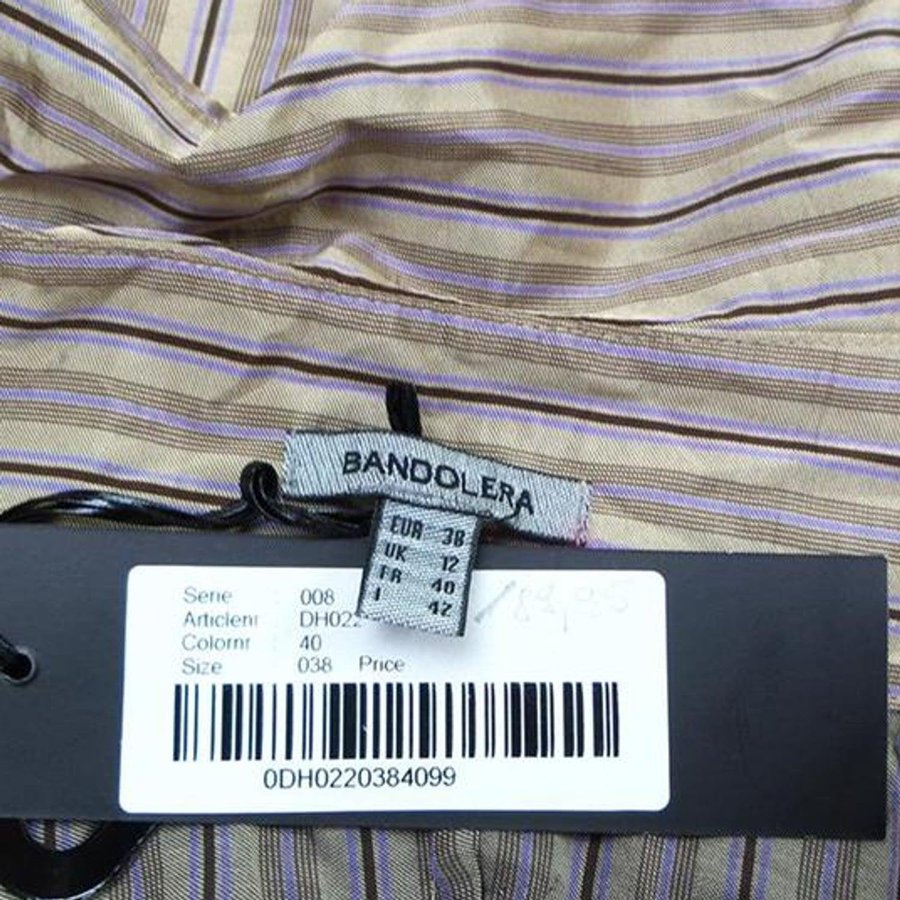 BANDOLERA
EUR 38
UK 12
FR 40
I 42
Serie : 008
Articlenr : DH022
Colornr : 40
Size : 038 Price
0DH0220384099